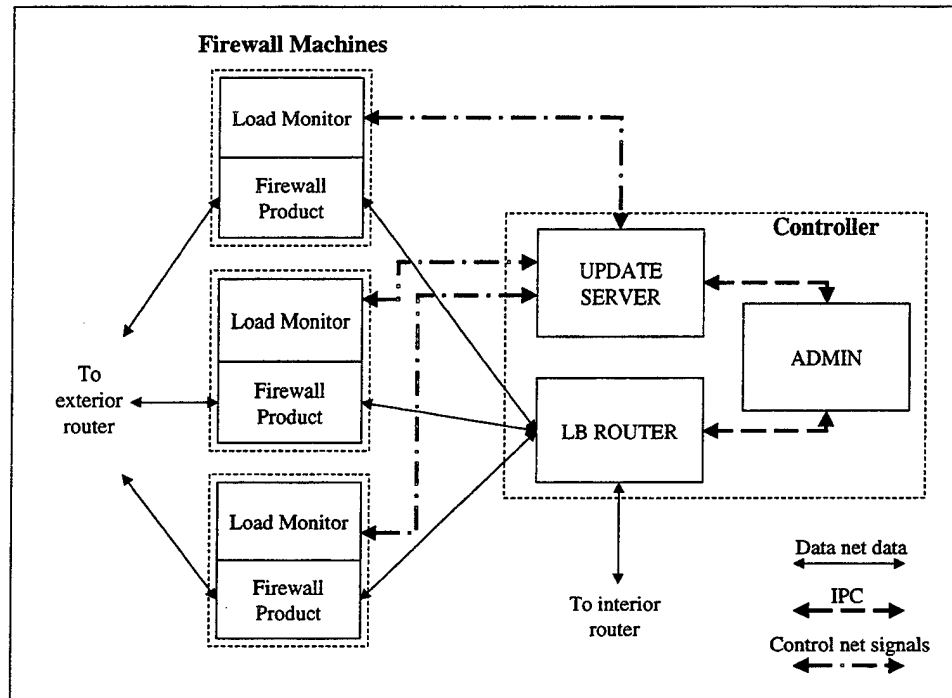 Firewall Machines
Load Monitor
Firewall
Product
Load Monitor
Firewall
Product
Load Monitor
Firewall
Product
To
exterior
router
Controller
UPDATE
SERVER
ADMIN
LB ROUTER
To interior
router
Data net data
IPC
Control net signals